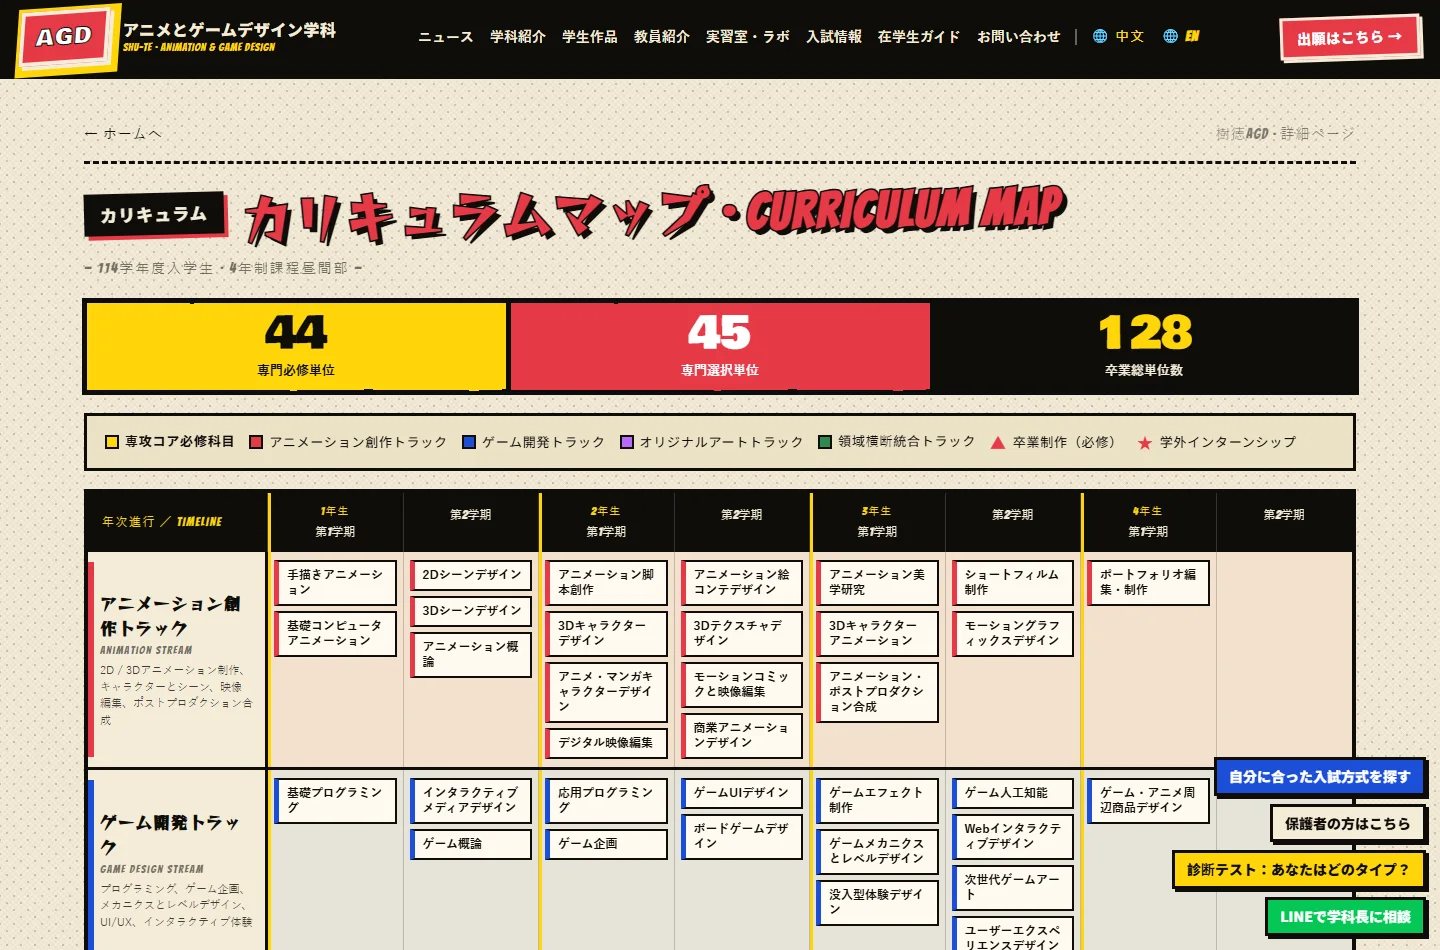 AGD
アニメとゲームデザイン学科
SHU-TE · ANIMATION & GAME DESIGN
ニュース 学科紹介 学生作品 教員紹介 実習室・ラボ 入試情報 在学生ガイド お問い合わせ | 中文 EN
出願はこちら →
← ホームへ
樹徳AGD · 詳細ページ
カリキュラム
カリキュラムマップ · CURRICULUM MAP
– 114学年度入学生 · 4年制課程昼間部 –
44
専門必修単位
45
専門選択単位
128
卒業総単位数
専攻コア必修科目 アニメーション創作トラック ゲーム開発トラック オリジナルアートトラック 領域横断統合トラック ▲ 卒業制作（必修） ★ 学外インターンシップ
年次進行 ／ TIMELINE
1年生
第1学期
第2学期
2年生
第1学期
第2学期
3年生
第1学期
第2学期
4年生
第1学期
第2学期
アニメーション創
作トラック
ANIMATION STREAM
2D / 3Dアニメーション制作、
キャラクターとシーン、映像
編集、ポストプロダクション合
成
手描きアニメーシ
ョン
基礎コンピュータ
アニメーション
2Dシーンデザイン
3Dシーンデザイン
アニメーション概
論
アニメーション脚
本創作
3Dキャラクター
デザイン
アニメ・マンガキ
ャラクターデザイ
ン
デジタル映像編集
アニメーション絵
コンテデザイン
3Dテクスチャデ
ザイン
モーションコミッ
クと映像編集
商業アニメーショ
ンデザイン
アニメーション美
学研究
3Dキャラクター
アニメーション
アニメーション・
ポストプロダクシ
ョン合成
ショートフィルム
制作
モーショングラフ
ィックスデザイン
ポートフォリオ編
集・制作
ゲーム開発トラッ
ク
GAME DESIGN STREAM
プログラミング、ゲーム企画、
メカニクスとレベルデザイン、
UI/UX、インタラクティブ体験
基礎プログラミン
グ
インタラクティブ
メディアデザイン
ゲーム概論
応用プログラミン
グ
ゲーム企画
ゲームUIデザイン
ボードゲームデザ
イン
ゲームエフェクト
制作
ゲームメカニクス
とレベルデザイン
没入型体験デザイ
ン
ゲーム人工知能
Webインタラクテ
ィブデザイン
次世代ゲームアー
ト
ユーザーエクスペ
リエンスデザイン
ゲーム・アニメ周
辺商品デザイン
自分に合った入試方式を探す
保護者の方はこちら
診断テスト：あなたはどのタイプ？
LINEで学科長に相談